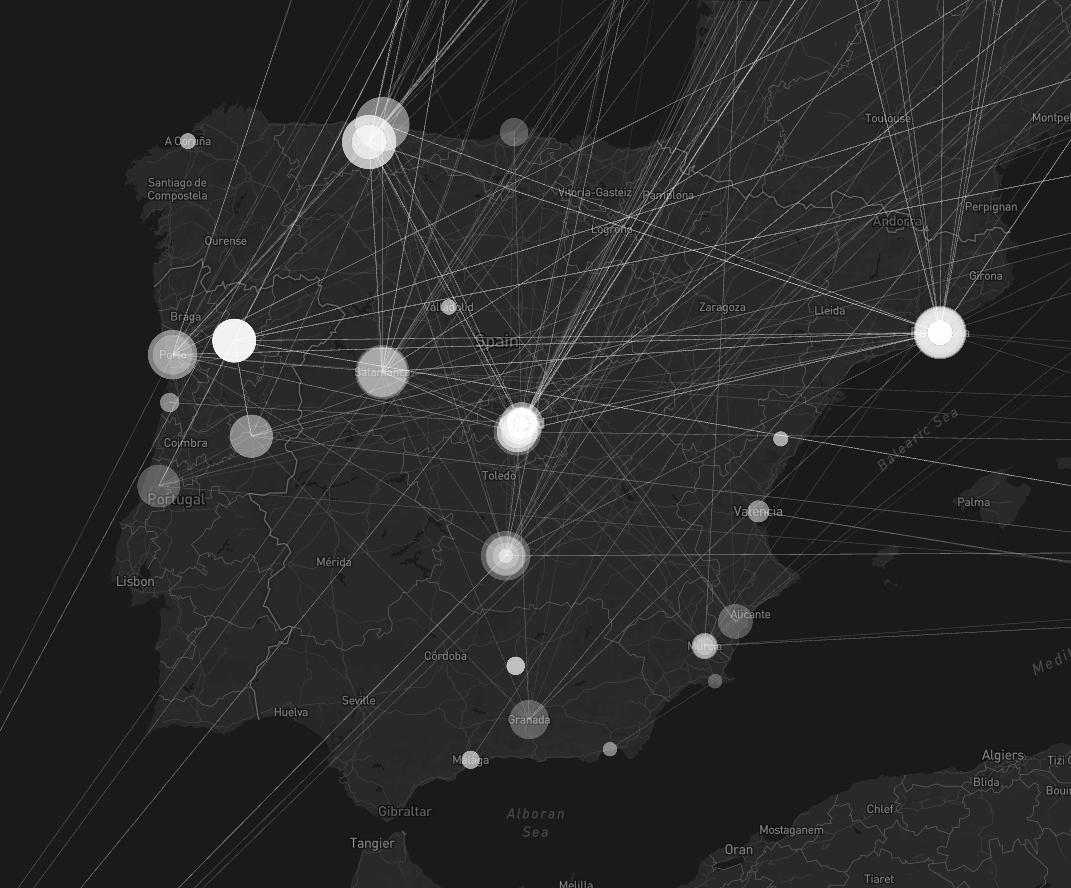 Toulouse
Montpel
A Coruña
Santiago de
Compostela
Vitoria-Gasteiz
Pamplona
Perpignan
Andorra
Logroño
Ourense
Girona
Braga
Valladolid
Zaragoza
Lleida
Spain
Porto
Salamanca
Balearic Sea
Coimbra
Toledo
Portugal
Valencia
Palma
Mérida
Lisbon
Alicante
Murcia
Córdoba
Medit
Seville
Huelva
Granada
Málaga
Algiers
Tizi O
Blida
Boui
Gibraltar
Chlef
Alboran
Sea
Mostaganem
Tangier
Oran
Tiaret
Melilla